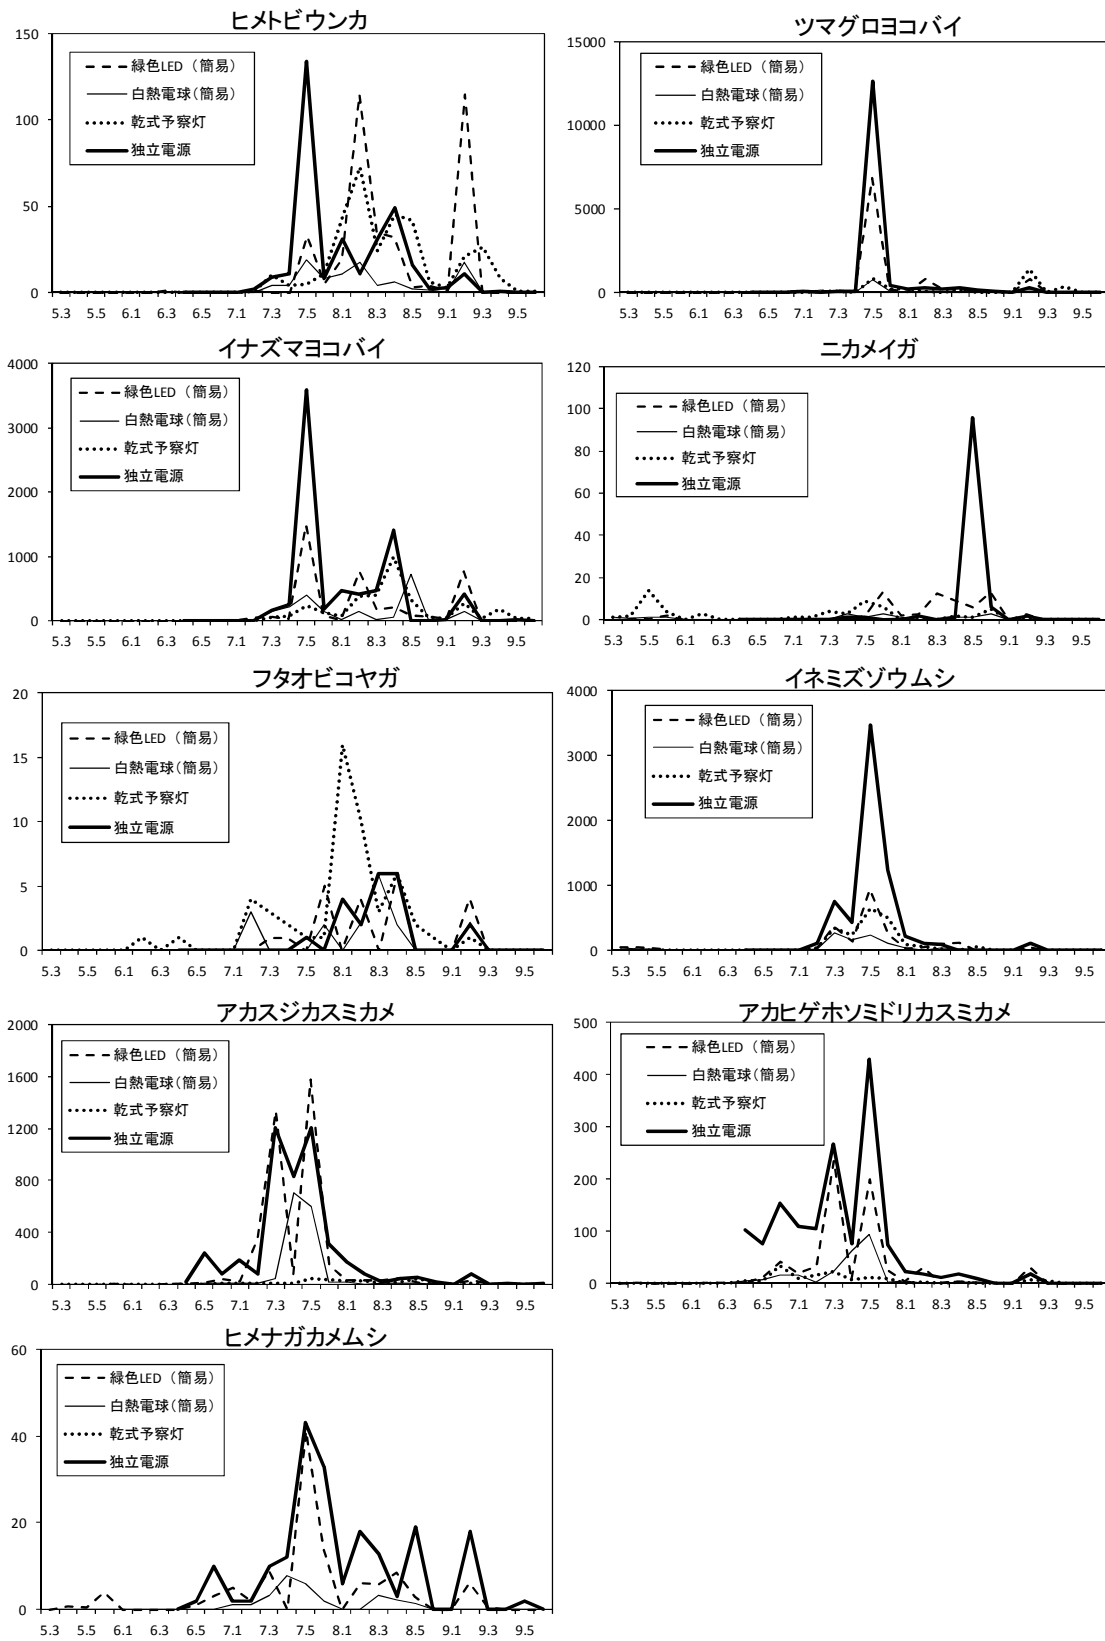 ヒメトビウンカ
150
100
50
0
緑色LED（簡易）
白熱電球（簡易）
乾式予察灯
独立電源
5.3 5.5 6.1 6.3 6.5 7.1 7.3 7.5 8.1 8.3 8.5 9.1 9.3 9.5
ツマグロヨコバイ
15000
10000
5000
0
緑色LED（簡易）
白熱電球（簡易）
乾式予察灯
独立電源
5.3 5.5 6.1 6.3 6.5 7.1 7.3 7.5 8.1 8.3 8.5 9.1 9.3 9.5
イナズマヨコバイ
4000
3000
2000
1000
0
緑色LED（簡易）
白熱電球（簡易）
乾式予察灯
独立電源
5.3 5.5 6.1 6.3 6.5 7.1 7.3 7.5 8.1 8.3 8.5 9.1 9.3 9.5
ニカメイガ
120
100
80
60
40
20
0
緑色LED（簡易）
白熱電球（簡易）
乾式予察灯
独立電源
5.3 5.5 6.1 6.3 6.5 7.1 7.3 7.5 8.1 8.3 8.5 9.1 9.3 9.5
フタオビコヤガ
20
15
10
5
0
緑色LED（簡易）
白熱電球（簡易）
乾式予察灯
独立電源
5.3 5.5 6.1 6.3 6.5 7.1 7.3 7.5 8.1 8.3 8.5 9.1 9.3 9.5
イネミズゾウムシ
4000
3000
2000
1000
0
緑色LED（簡易）
白熱電球（簡易）
乾式予察灯
独立電源
5.3 5.5 6.1 6.3 6.5 7.1 7.3 7.5 8.1 8.3 8.5 9.1 9.3 9.5
アカスジカスミカメ
2000
1600
1200
800
400
0
緑色LED（簡易）
白熱電球（簡易）
乾式予察灯
独立電源
5.3 5.5 6.1 6.3 6.5 7.1 7.3 7.5 8.1 8.3 8.5 9.1 9.3 9.5
アカヒゲホソミドリカスミカメ
500
400
300
200
100
0
緑色LED（簡易）
白熱電球（簡易）
乾式予察灯
独立電源
5.3 5.5 6.1 6.3 6.5 7.1 7.3 7.5 8.1 8.3 8.5 9.1 9.3 9.5
ヒメナガカメムシ
60
40
20
0
緑色LED（簡易）
白熱電球（簡易）
乾式予察灯
独立電源
5.3 5.5 6.1 6.3 6.5 7.1 7.3 7.5 8.1 8.3 8.5 9.1 9.3 9.5